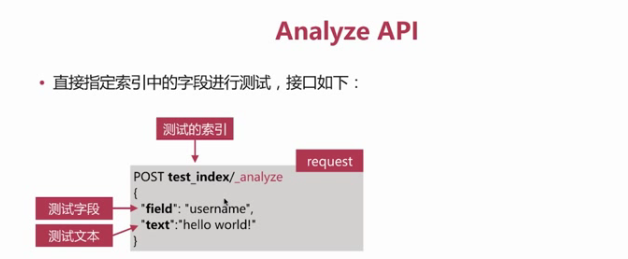 Analyze API
• 直接指定索引中的字段进行测试，接口如下：
测试的索引
request
POST test_index/_analyze
{
测试字段
"field": "username",
测试文本
"text":"hello world!"
}